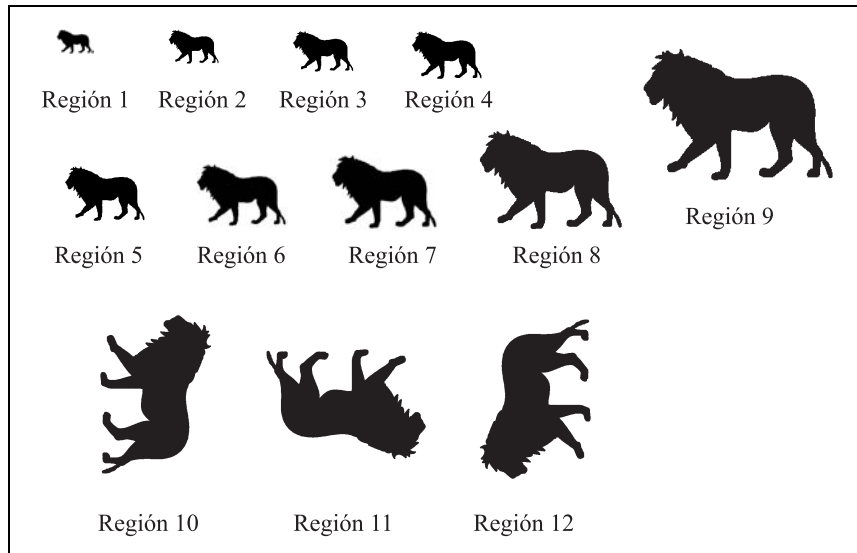 Región 1
Región 2
Región 3
Región 4
Región 9
Región 5
Región 6
Región 7
Región 8
Región 10
Región 11
Región 12